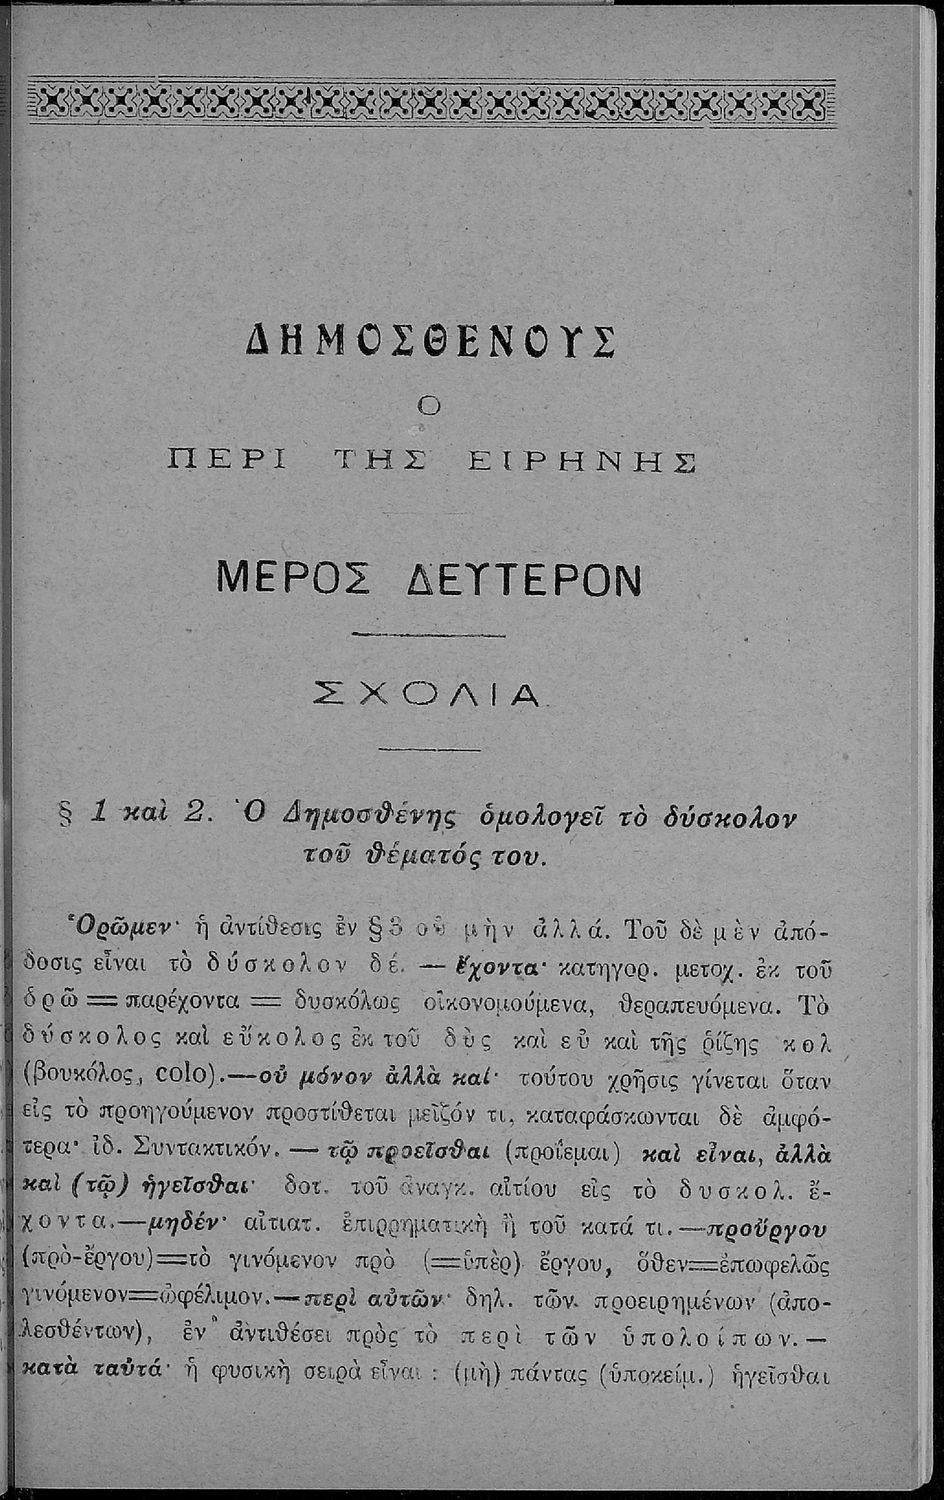 ΔΗΜΟΣΘΕΝΟΥΣ
Ο
ΠΕΡΙ ΤΗΣ ΕΙΡΗΝΗΣ
ΜΕΡΟΣ ΔΕΥΤΕΡΟΝ
ΣΧΟΛΙΑ
§ 1 καὶ 2. Ὁ Δημοσθένης ὁμολογεῖ τὸ δύσκολον
τοῦ θέματός του.
Ὁρῶμεν· ἡ ἀντίθεσις ἐν § 3 οὐ μὴν ἀλλά. Τοῦ δὲ μὲν ἀπό-
δοσις εἶναι τὸ δύσκολον δέ. — ἔχοντα· κατηγορ. μετοχ. ἐκ τοῦ
ὁρῶ = παρέχοντα = δυσκόλως οἰκονομούμενα, θεραπευόμενα. Τὸ
δύσκολος καὶ εὔκολος ἐκ τοῦ δὺς καὶ εὖ καὶ τῆς ῥίζης κολ
(βουκόλος, colo).—οὐ μόνον ἀλλὰ καί· τούτου χρῆσις γίνεται ὅταν
εἰς τὸ προηγούμενον προστίθεται μεῖζόν τι, καταφάσκωνται δὲ ἀμφό-
τερα· ἰδ. Συντακτικόν. — τῷ προεῖσθαι (προΐεμαι) καὶ εἶναι, ἀλλὰ
καὶ (τῷ) ἡγεῖσθαι· δοτ. τοῦ ἀναγκ. αἰτίου εἰς τὸ δυσκολ. ἔ-
χοντα.—μηδέν· αἰτιατ. ἐπιρρηματικὴ ἢ τοῦ κατά τι.—προὔργου
(πρὸ-ἔργου)=τὸ γινόμενον πρὸ (=ὑπὲρ) ἔργου, ὅθεν=ἐπωφελῶς
γινόμενον=ὠφέλιμον.—περὶ αὐτῶν· δηλ. τῶν προειρημένων (ἀπο-
λεσθέντων), ἐν ἀντιθέσει πρὸς τὸ περὶ τῶν ὑπολοίπων.—
κατὰ ταὐτά· ἡ φυσικὴ σειρὰ εἶναι : (μὴ) πάντας (ὑποκείμ.) ἡγεῖσθαι